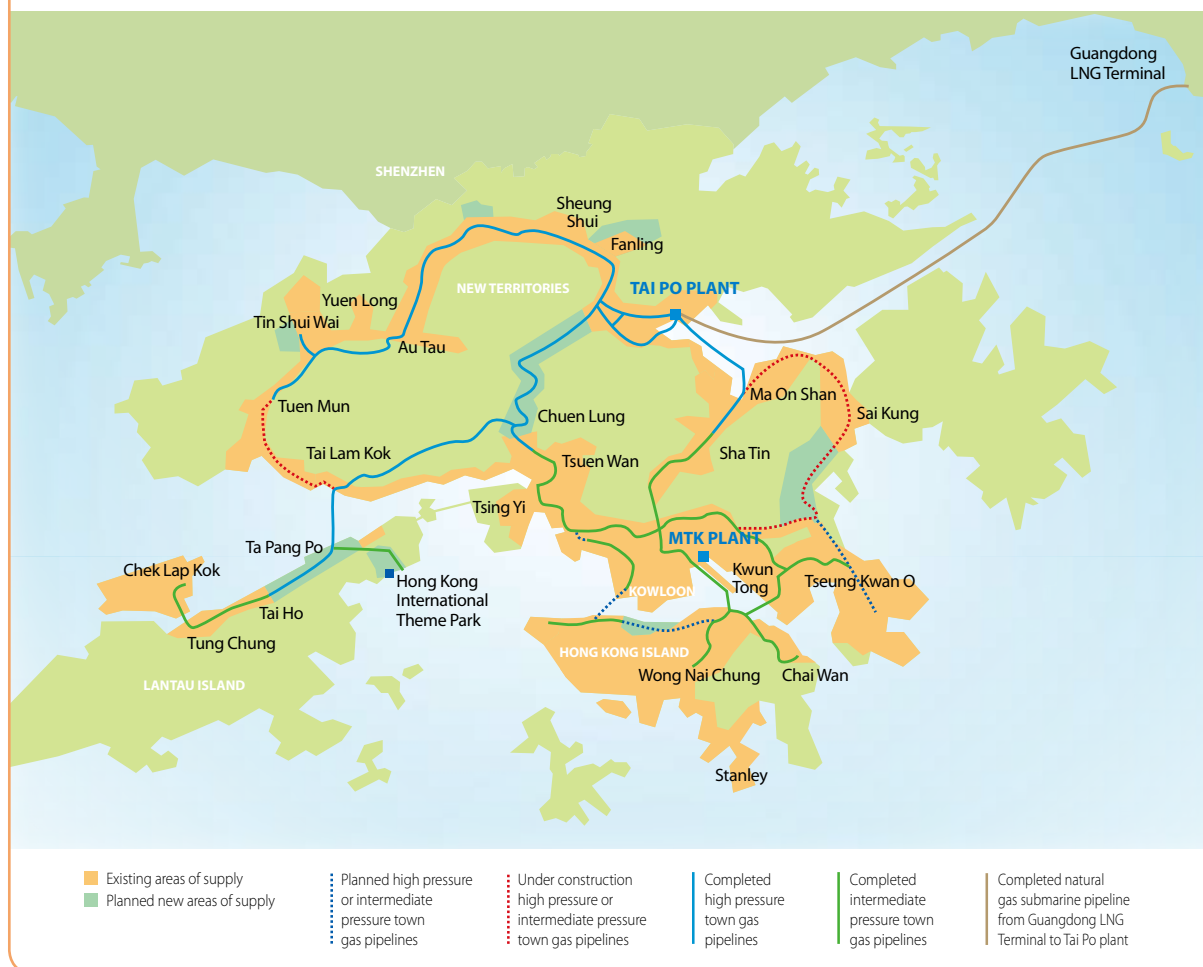 Guangdong
LNG Terminal
SHENZHEN
Sheung
Shui
Fanling
NEW TERRITORIES
TAI PO PLANT
Yuen Long
Tin Shui Wai
Au Tau
Ma On Shan
Tuen Mun
Chuen Lung
Sai Kung
Tai Lam Kok
Tsuen Wan
Sha Tin
Tsing Yi
MTK PLANT
Ta Pang Po
Chek Lap Kok
Hong Kong
International
Theme Park
Kwun
Tong
Tseung Kwan O
KOWLOON
Tai Ho
Tung Chung
HONG KONG ISLAND
Wong Nai Chung
Chai Wan
LANTAU ISLAND
Stanley
Existing areas of supply
Planned new areas of supply
Planned high pressure
or intermediate
pressure town
gas pipelines
Under construction
high pressure or
intermediate pressure
town gas pipelines
Completed
high pressure
town gas
pipelines
Completed
intermediate
pressure town
gas pipelines
Completed natural
gas submarine pipeline
from Guangdong LNG
Terminal to Tai Po plant